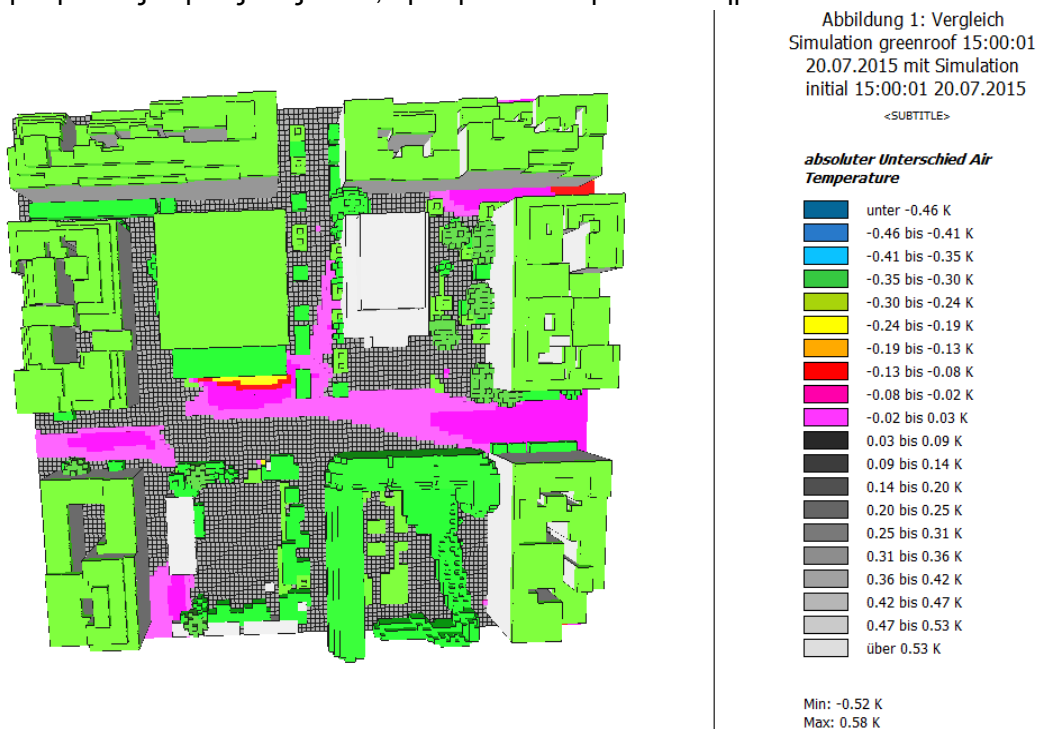 Abbildung 1: Vergleich
Simulation greenroof 15:00:01
20.07.2015 mit Simulation
initial 15:00:01 20.07.2015
<SUBTITLE>
absoluter Unterschied Air
Temperature
unter -0.46 K
-0.46 bis -0.41 K
-0.41 bis -0.35 K
-0.35 bis -0.30 K
-0.30 bis -0.24 K
-0.24 bis -0.19 K
-0.19 bis -0.13 K
-0.13 bis -0.08 K
-0.08 bis -0.02 K
-0.02 bis 0.03 K
0.03 bis 0.09 K
0.09 bis 0.14 K
0.14 bis 0.20 K
0.20 bis 0.25 K
0.25 bis 0.31 K
0.31 bis 0.36 K
0.36 bis 0.42 K
0.42 bis 0.47 K
0.47 bis 0.53 K
über 0.53 K
Min: -0.52 K
Max: 0.58 K